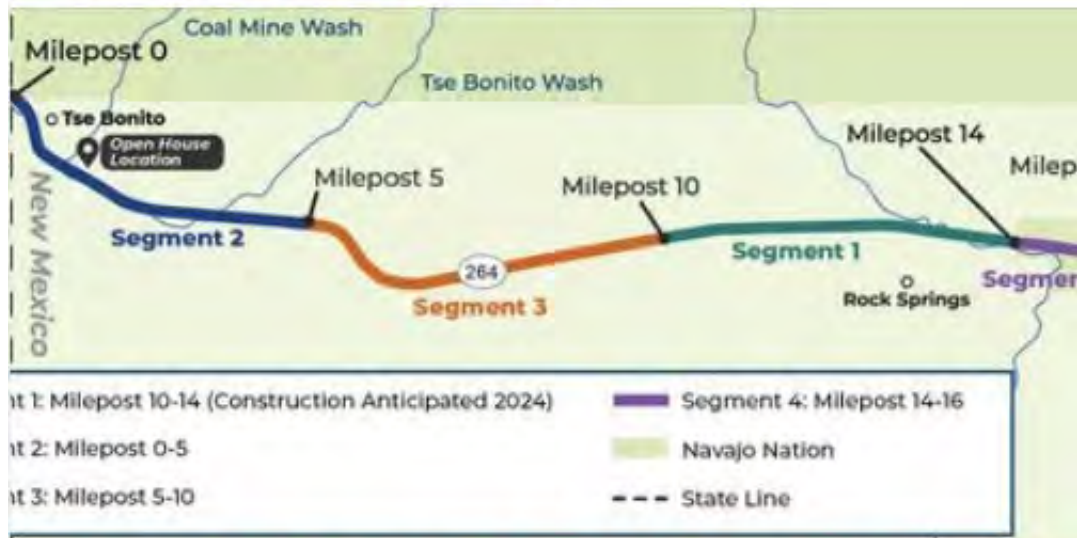 Coal Mine Wash
Milepost 0
Tse Bonito Wash
Tse Bonito
Open House
Location
Milepost 14
Milep
Milepost 5
Milepost 10
New Mexico
Segment 2
264
Segment 3
Segment 1
Rock Springs
Segmen
nt 1: Milepost 10-14 (Construction Anticipated 2024)
nt 2: Milepost 0-5
nt 3: Milepost 5-10
Segment 4: Milepost 14-16
Navajo Nation
State Line